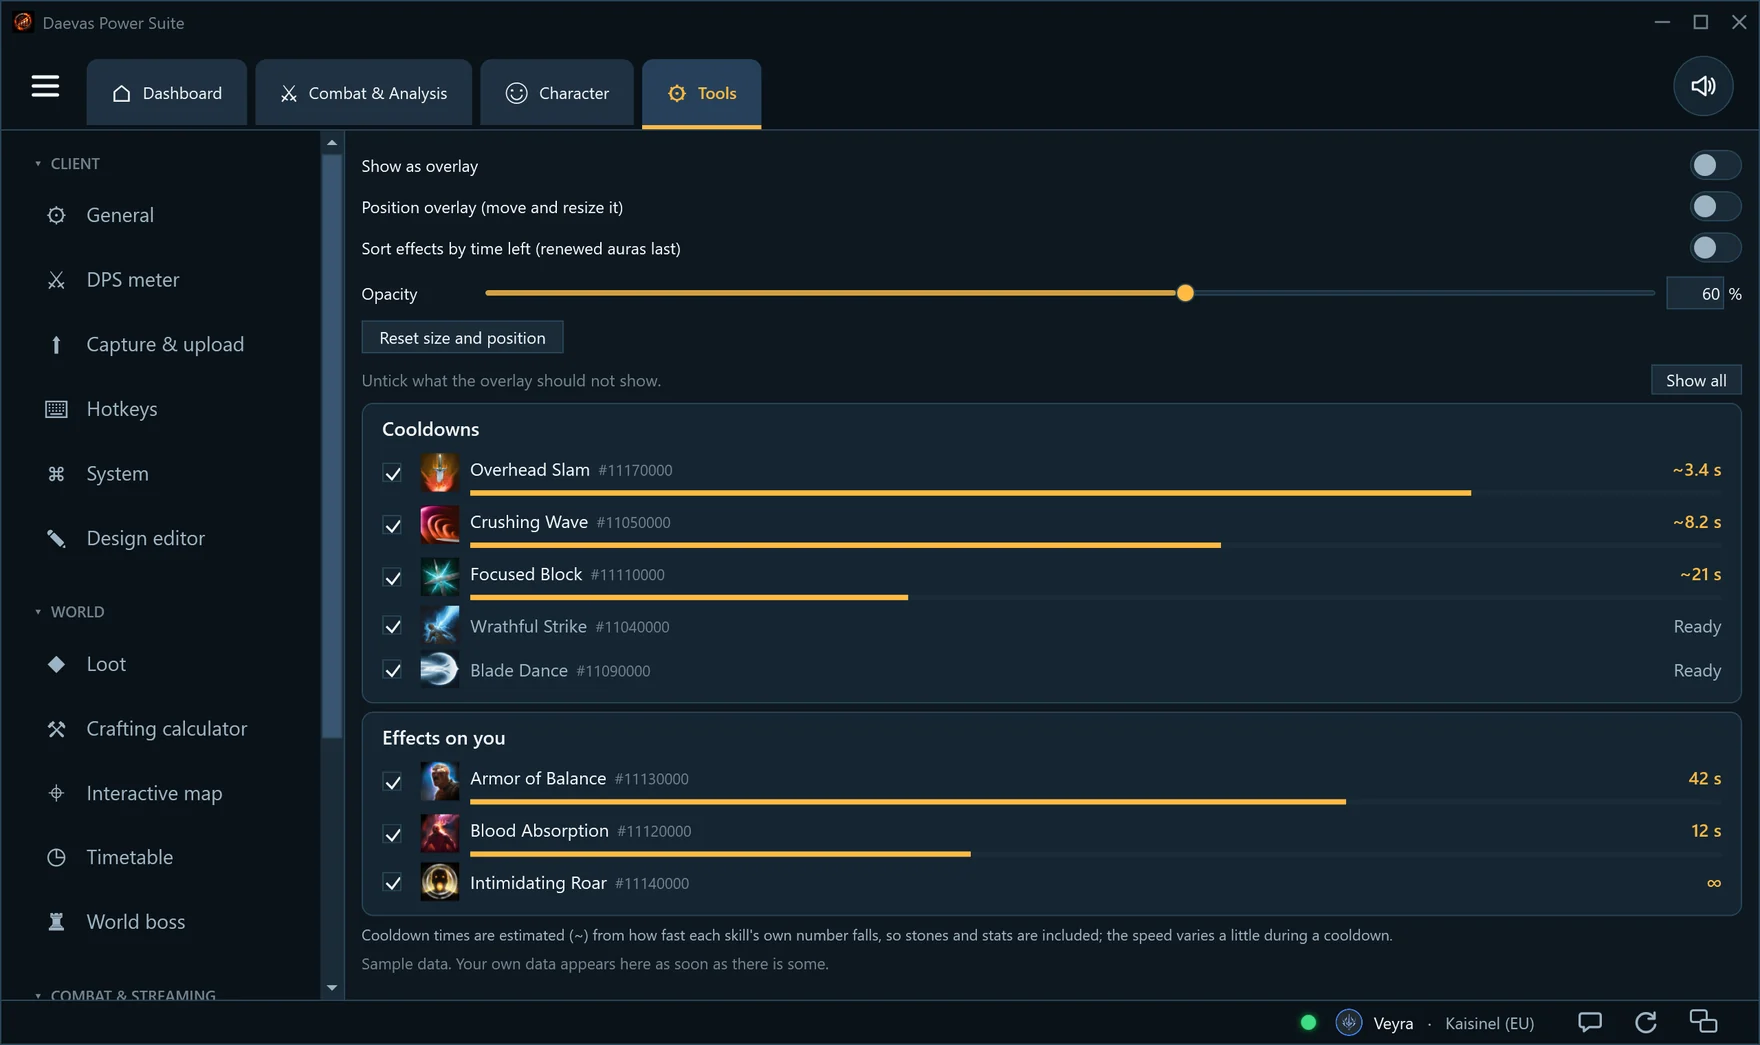 Daevas Power Suite
Dashboard
Combat & Analysis
Character
Tools
CLIENT
General
DPS meter
Capture & upload
Hotkeys
System
Design editor
WORLD
Loot
Crafting calculator
Interactive map
Timetable
World boss
COMBAT & STREAMING
Show as overlay
Position overlay (move and resize it)
Sort effects by time left (renewed auras last)
Opacity 60 %
Reset size and position
Untick what the overlay should not show. Show all
Cooldowns
Overhead Slam #11170000 ~3.4 s
Crushing Wave #11050000 ~8.2 s
Focused Block #11110000 ~21 s
Wrathful Strike #11040000 Ready
Blade Dance #11090000 Ready
Effects on you
Armor of Balance #11130000 42 s
Blood Absorption #11120000 12 s
Intimidating Roar #11140000 ∞
Cooldown times are estimated (~) from how fast each skill's own number falls, so stones and stats are included; the speed varies a little during a cooldown.
Sample data. Your own data appears here as soon as there is some.
Veyra · Kaisinel (EU)